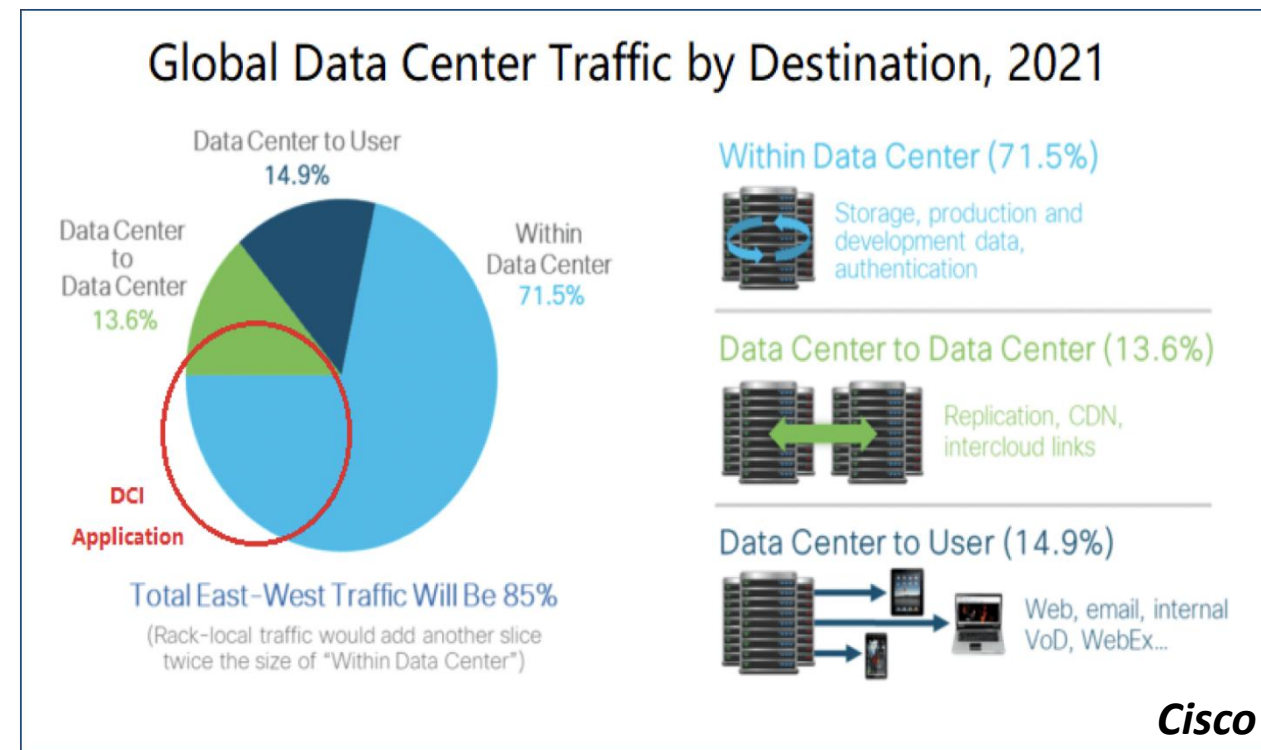 Global Data Center Traffic by Destination, 2021
Data Center to User
14.9%
Data Center
to
Data Center
13.6%
Within
Data Center
71.5%
DCI
Application
Total East-West Traffic Will Be 85%
(Rack-local traffic would add another slice
twice the size of “Within Data Center”)
Within Data Center (71.5%)
Storage, production and
development data,
authentication
Data Center to Data Center (13.6%)
Replication, CDN,
intercloud links
Data Center to User (14.9%)
Web, email, internal
VoD, WebEx...
Cisco